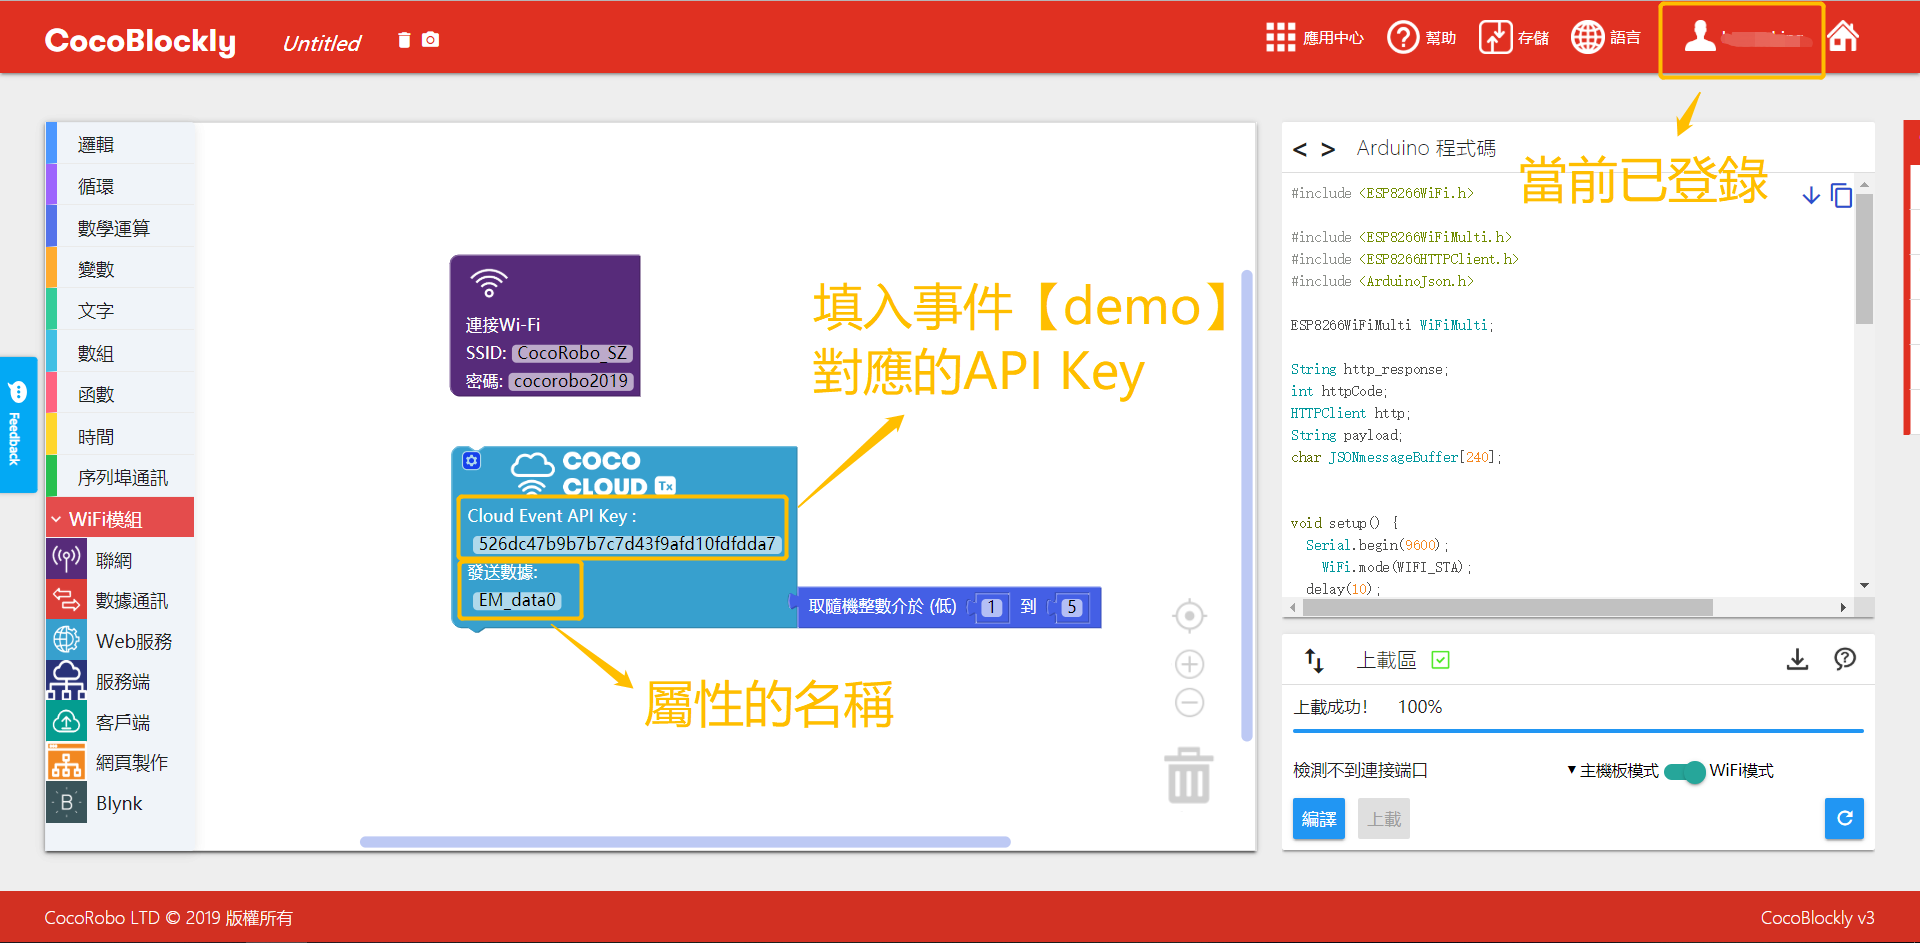 CocoBlockly
Untitled
應用中心
幫助
存儲
語言
當前已登錄
邏輯
循環
數學運算
變數
文字
數組
函數
時間
序列埠通訊
WiFi模組
聯網
數據通訊
Web服務
服務端
客戶端
網頁製作
B Blynk
Feedback
連接Wi-Fi
SSID: CocoRobo_SZ
密碼: cocorobo2019
填入事件【demo】
對應的API Key
COCO
CLOUD Tx
Cloud Event API Key :
526dc47b9b7b7c7d43f9afd10fdfdda7
發送數據:
EM_data0
取隨機整數介於 (低) 1 到 5
屬性的名稱
< > Arduino 程式碼
#include <ESP8266WiFi.h>
#include <ESP8266WiFiMulti.h>
#include <ESP8266HTTPClient.h>
#include <ArduinoJson.h>
ESP8266WiFiMulti WiFiMulti;
String http_response;
int httpCode;
HTTPClient http;
String payload;
char JSONmessageBuffer[240];
void setup() {
Serial.begin(9600);
WiFi.mode(WIFI_STA);
delay(10);
上載區
上載成功! 100%
檢測不到連接端口
▼主機板模式 WiFi模式
編譯
上載
CocoRobo LTD © 2019 版權所有
CocoBlockly v3